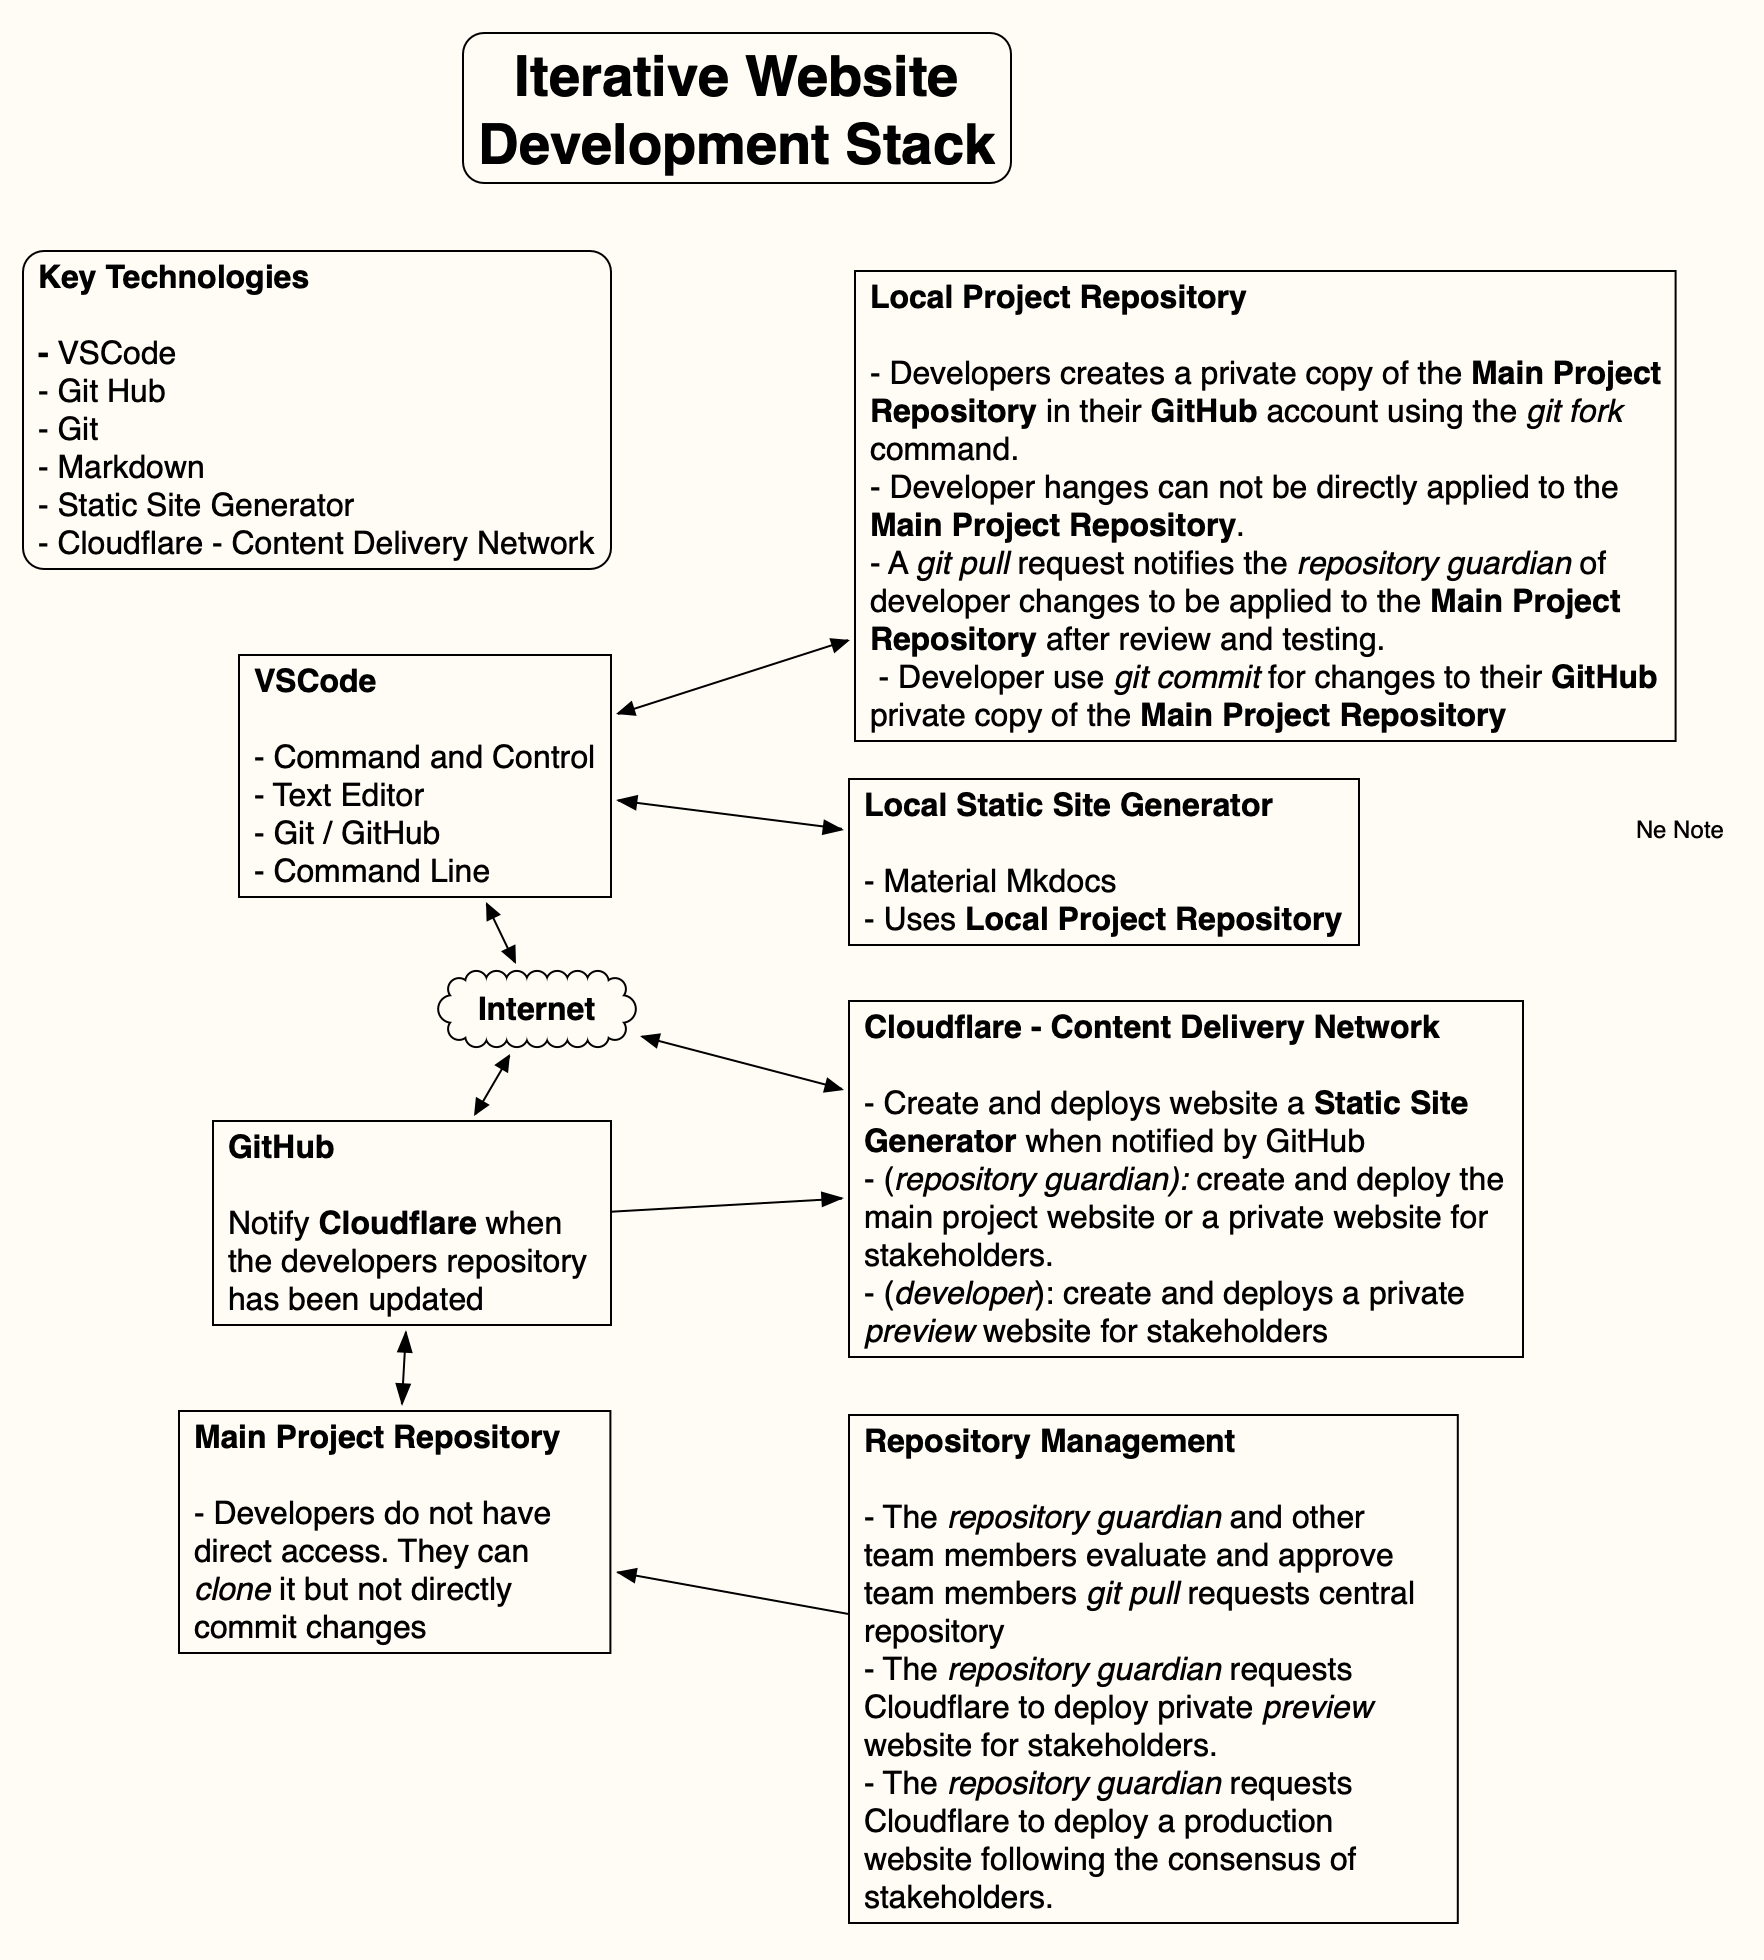 Iterative Website
Development Stack
Key Technologies
- VSCode
- Git Hub
- Git
- Markdown
- Static Site Generator
- Cloudflare - Content Delivery Network
Local Project Repository
- Developers creates a private copy of the Main Project
Repository in their GitHub account using the git fork
command.
- Developer hanges can not be directly applied to the
Main Project Repository.
- A git pull request notifies the repository guardian of
developer changes to be applied to the Main Project
Repository after review and testing.
- Developer use git commit for changes to their GitHub
private copy of the Main Project Repository
VSCode
- Command and Control
- Text Editor
- Git / GitHub
- Command Line
Local Static Site Generator
- Material Mkdocs
- Uses Local Project Repository
Ne Note
Internet
Cloudflare - Content Delivery Network
- Create and deploys website a Static Site
Generator when notified by GitHub
- (repository guardian): create and deploy the
main project website or a private website for
stakeholders.
- (developer): create and deploys a private
preview website for stakeholders
GitHub
Notify Cloudflare when
the developers repository
has been updated
Main Project Repository
- Developers do not have
direct access. They can
clone it but not directly
commit changes
Repository Management
- The repository guardian and other
team members evaluate and approve
team members git pull requests central
repository
- The repository guardian requests
Cloudflare to deploy private preview
website for stakeholders.
- The repository guardian requests
Cloudflare to deploy a production
website following the consensus of
stakeholders.